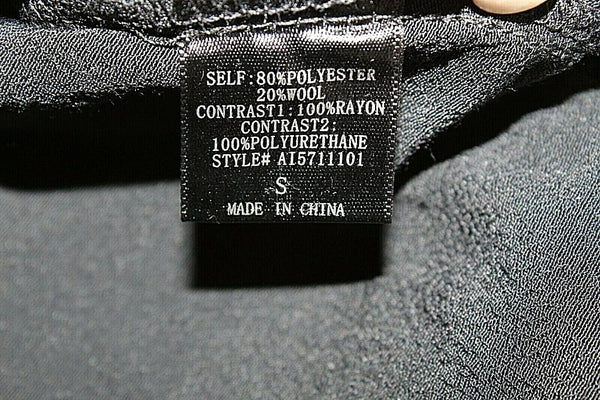 SELF:80%POLYESTER
20%WOOL
CONTRAST1:100%RAYON
CONTRAST2:
100%POLYURETHANE
STYLE# AI5711101
S
MADE IN CHINA